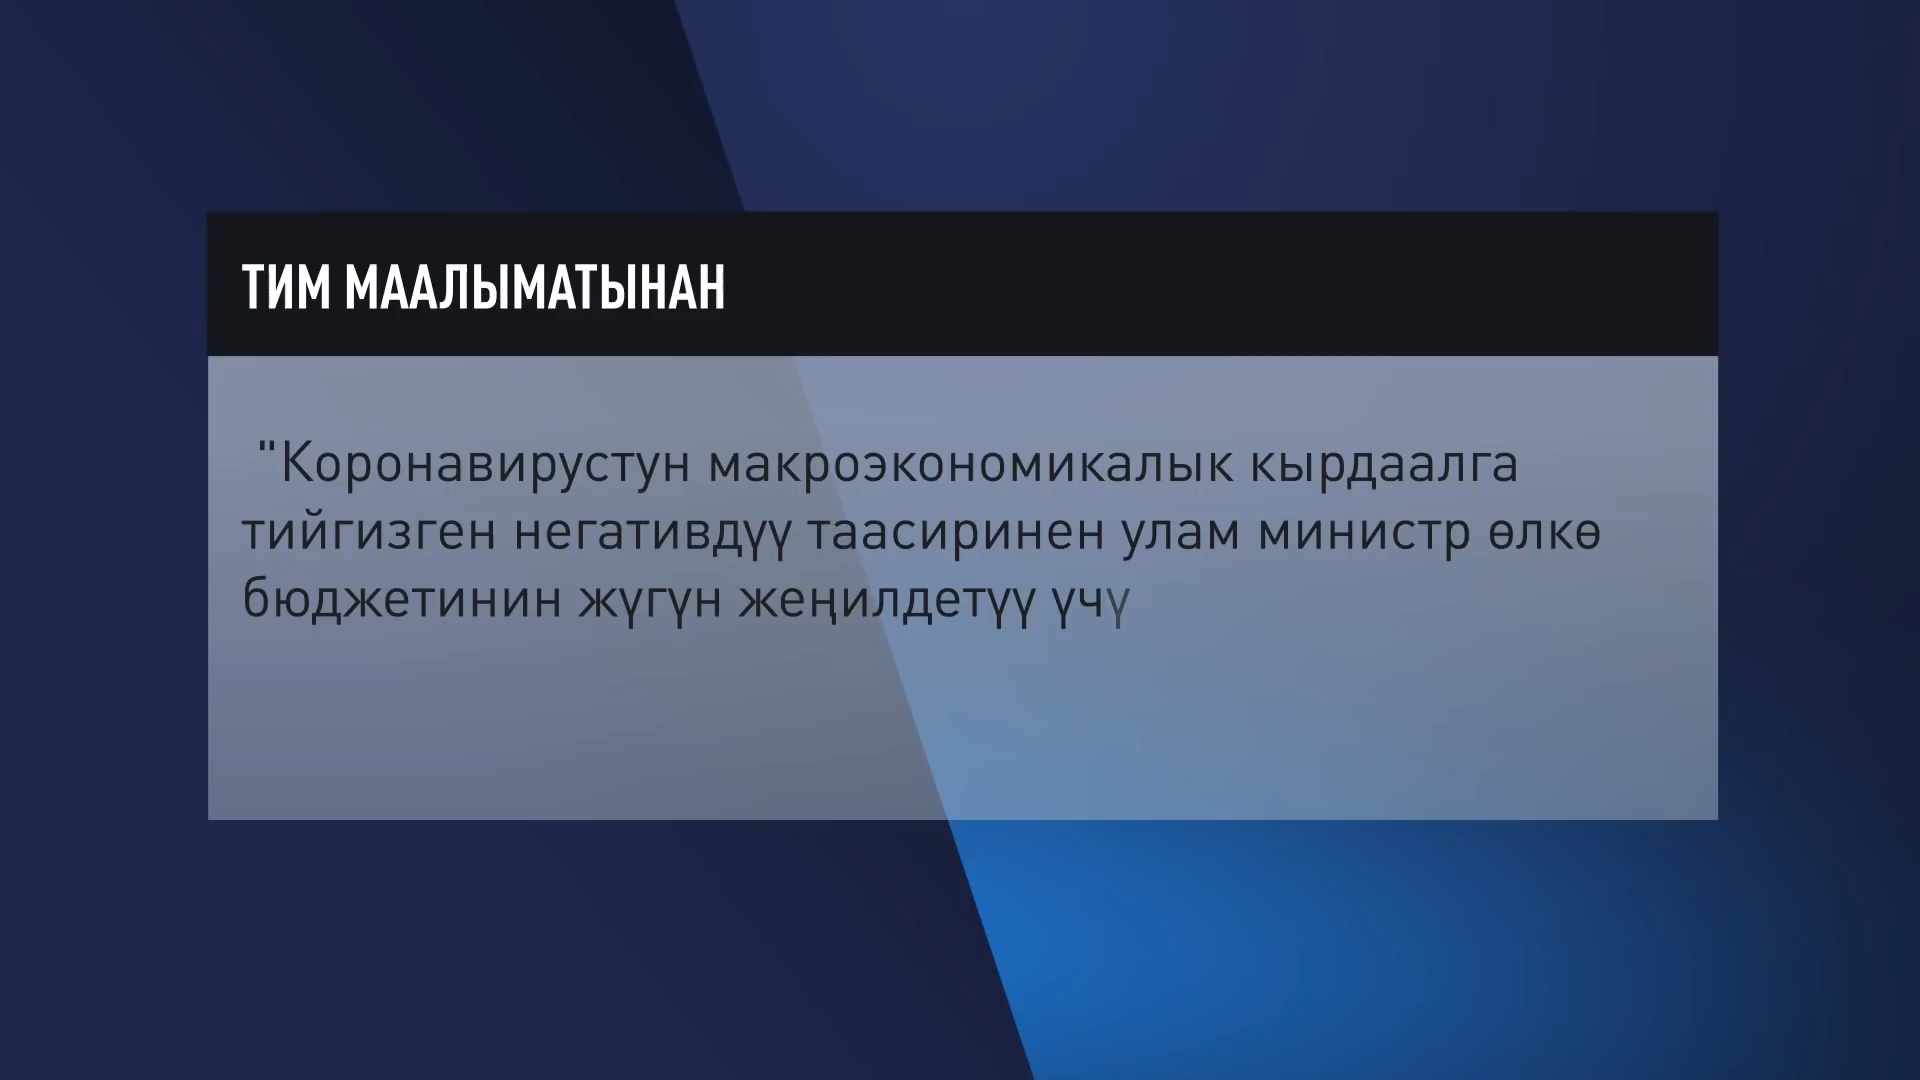 ТИМ МААЛЫМАТЫНАН
"Коронавирустун макроэкономикалык кырдаалга
тийгизген негативдүү таасиринен улам министр өлкө
бюджетинин жүгүн жеңилдетүү үчү